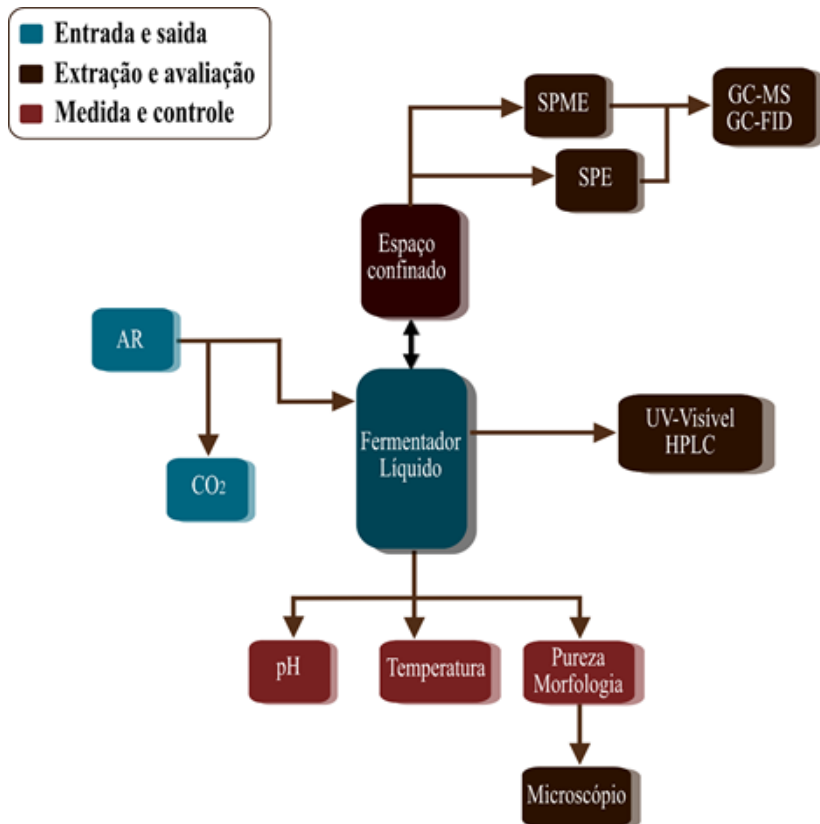 Entrada e saida
Extração e avaliação
Medida e controle
SPME
GC-MS
GC-FID
SPE
Espaço
confinado
AR
UV-Visível
HPLC
Fermentador
Líquido
CO2
pH
Temperatura
Pureza
Morfologia
Microscópio